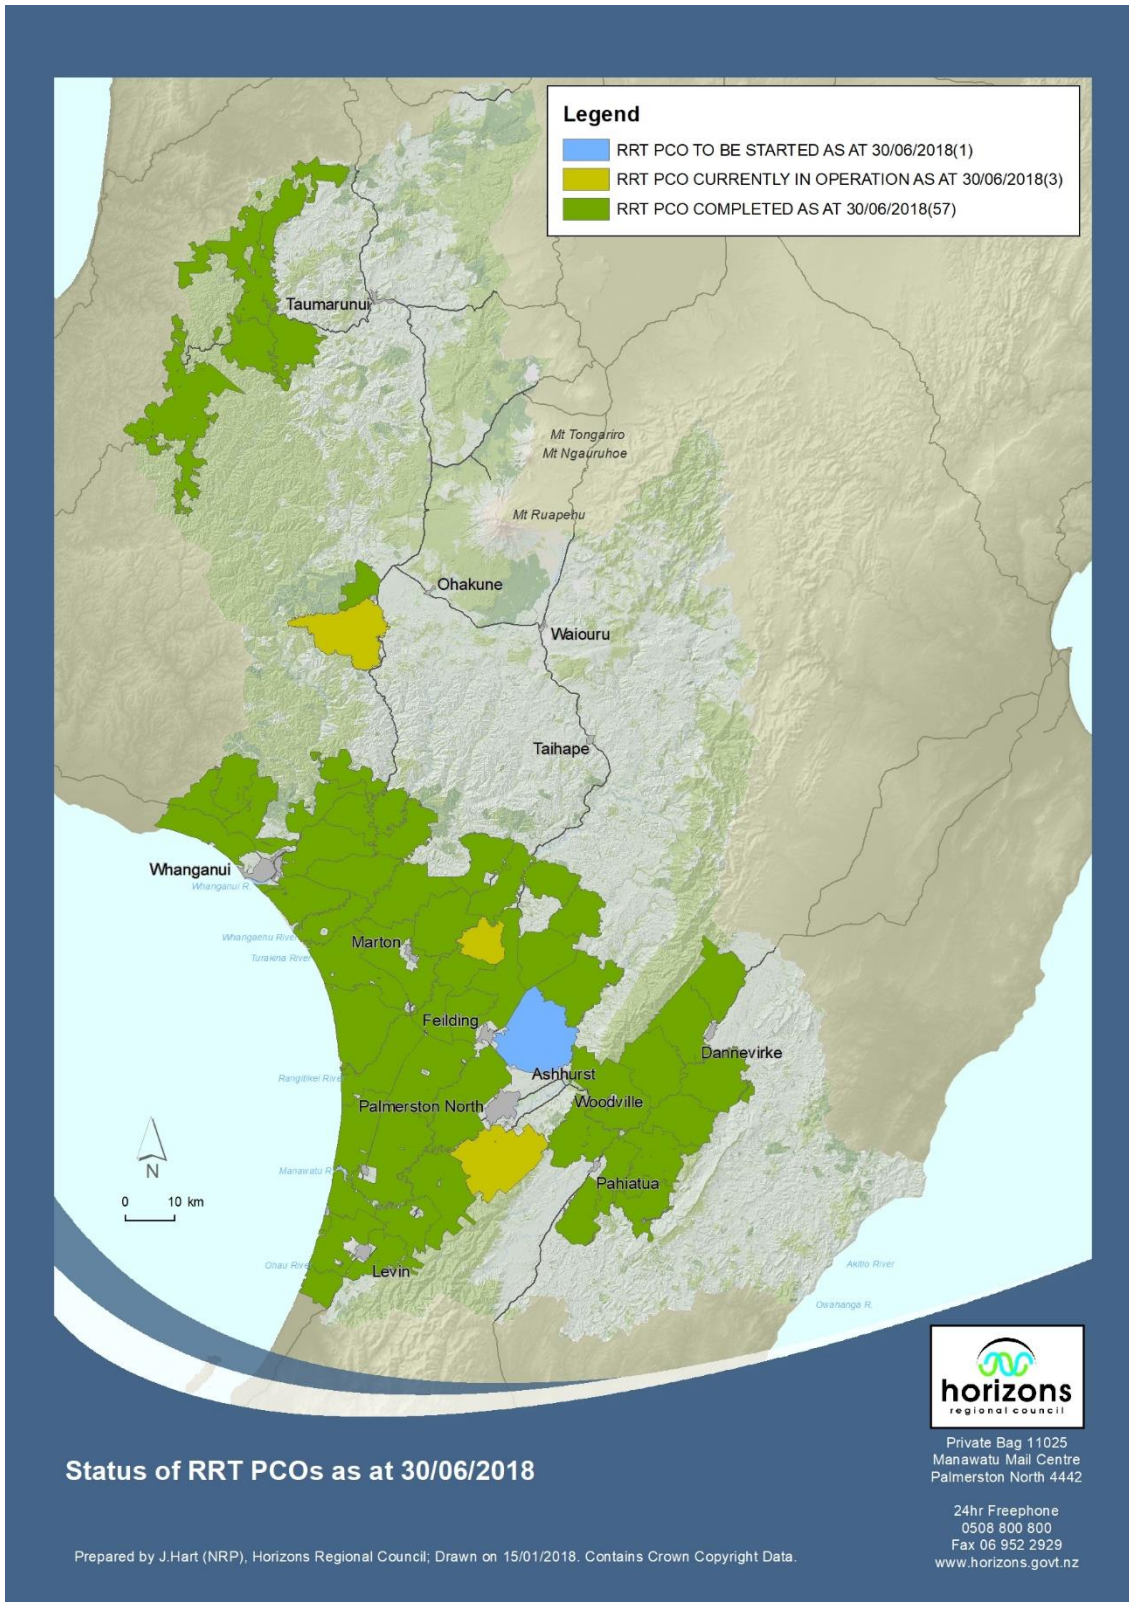 Legend
RRT PCO TO BE STARTED AS AT 30/06/2018(1)
RRT PCO CURRENTLY IN OPERATION AS AT 30/06/2018(3)
RRT PCO COMPLETED AS AT 30/06/2018(57)
Taumarunui
Mt Tongariro
Mt Ngauruhoe
Mt Ruapehu
Ohakune
Waiouru
Taihape
Whanganui
Whanganui R.
Whangaehu River
Marton
Turakina River
Feilding
Dannevirke
Ashhurst
Rangitikei River
Palmerston North
Woodville
N
Manawatu R.
Pahiatua
0 10 km
Ohau River
Levin
Akitio River
Owahanga R.
horizons
regional council
Private Bag 11025
Manawatu Mail Centre
Palmerston North 4442
Status of RRT PCOs as at 30/06/2018
24hr Freephone
0508 800 800
Fax 06 952 2929
www.horizons.govt.nz
Prepared by J.Hart (NRP), Horizons Regional Council; Drawn on 15/01/2018. Contains Crown Copyright Data.